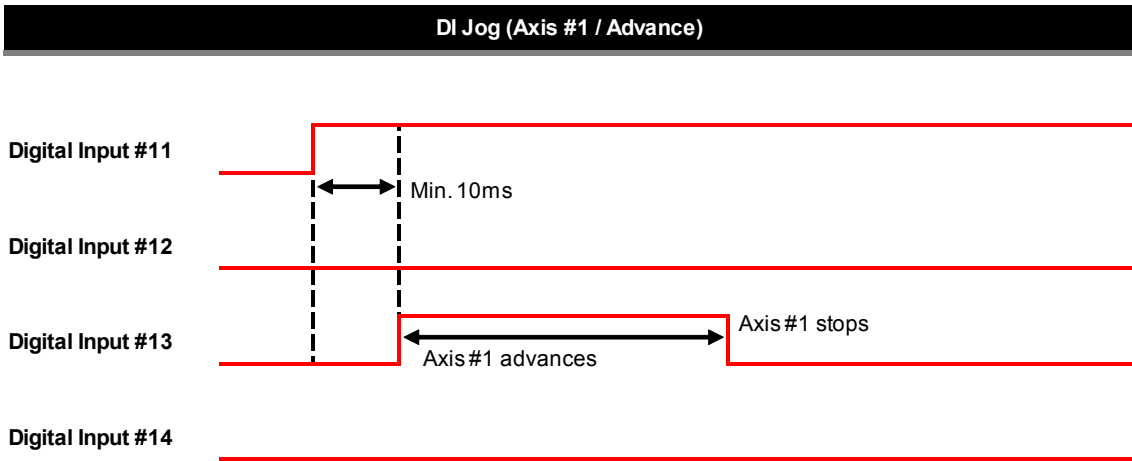 DI Jog (Axis #1 / Advance)
Digital Input #11
Min. 10ms
Digital Input #12
Axis #1 stops
Digital Input #13
Axis #1 advances
Digital Input #14